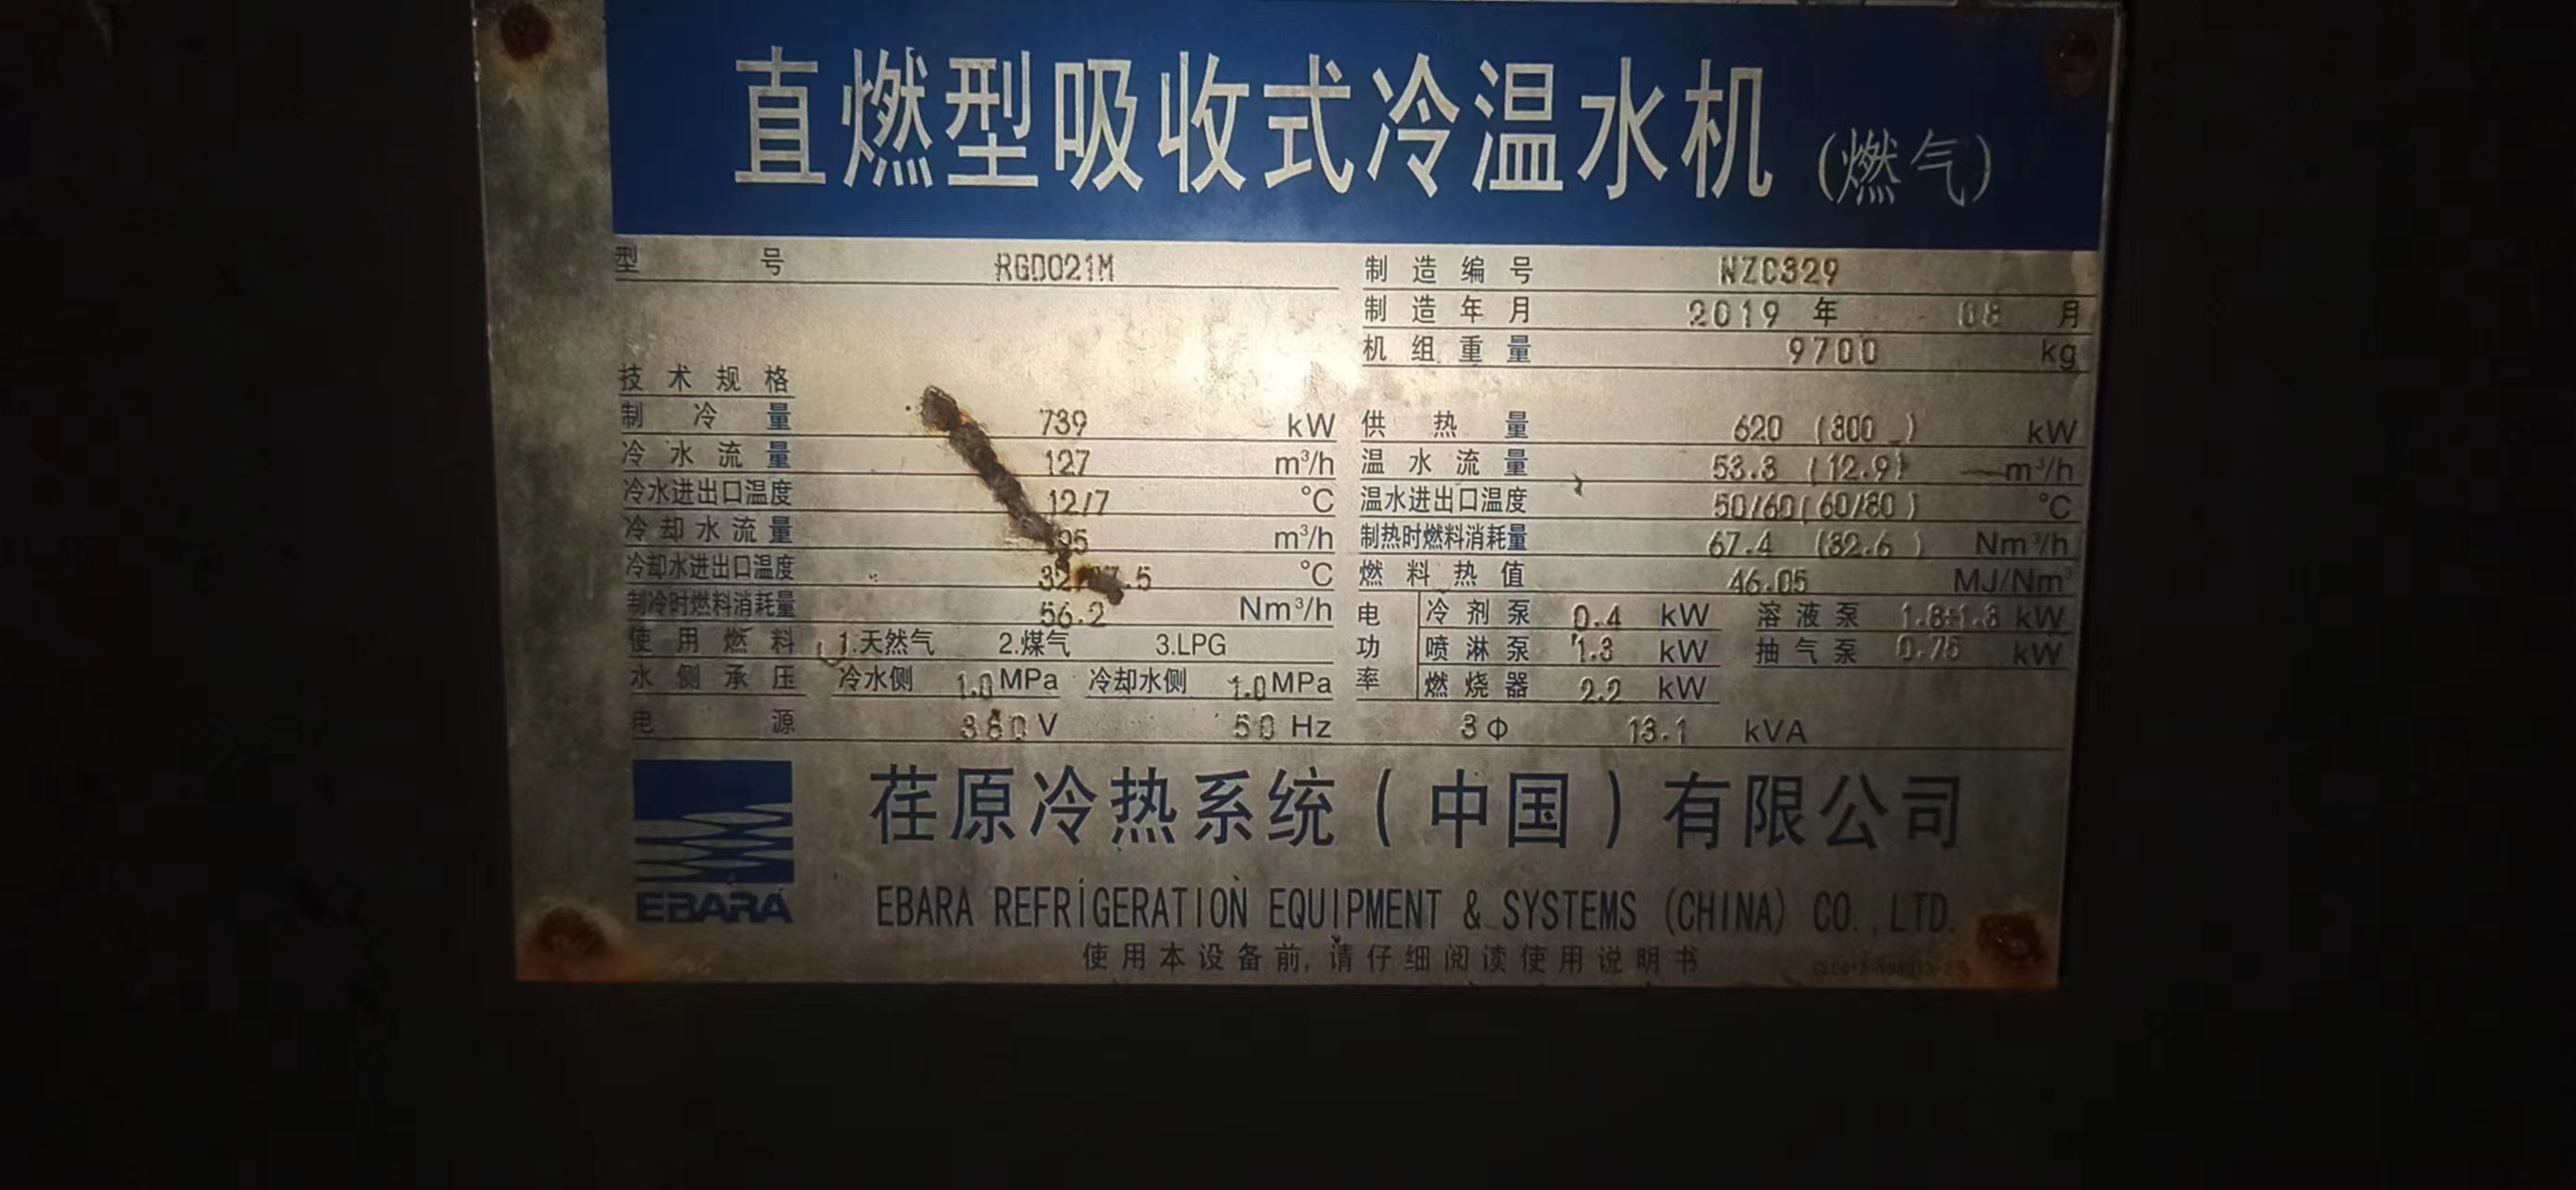 直燃型吸收式冷温水机 (燃气)
型 号 RGD021M 制造编号 NZC329
制造年月 2019 年 08 月
机组重量 9700 kg
技术规格
制冷量 739 kW 供热量 620 (300 ) kW
冷水流量 127 m³/h 温水流量 53.3 (12.9) m³/h
冷水进出口温度 12/7 °C 温水进出口温度 50/60(60/80) °C
冷却水流量 m³/h 制热时燃料消耗量 67.4 (32.6 ) Nm³/h
冷却水进出口温度 °C 燃料热值 46.05 MJ/Nm³
制冷时燃料消耗量 56.2 Nm³/h 电功率 冷剂泵 0.4 kW 溶液泵 kW
使用燃料 1.天然气 2.煤气 3.LPG 喷淋泵 1.3 kW 抽气泵 0.75 kW
水侧承压 冷水侧 1.0 MPa 冷却水侧 1.0 MPa 燃烧器 2.2 kW
电源 380 V 50 Hz 3Φ 13.1 kVA
荏原冷热系统(中国)有限公司
EBARA
EBARA REFRIGERATION EQUIPMENT & SYSTEMS (CHINA) CO.,LTD.
使用本设备前,请仔细阅读使用说明书